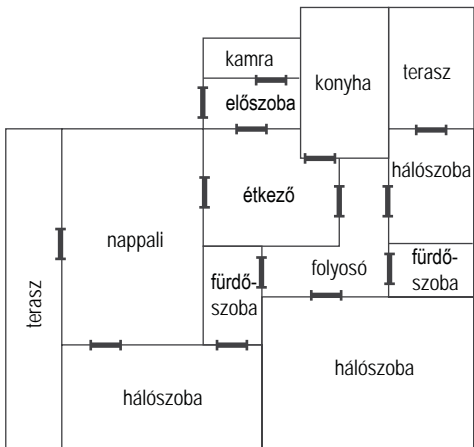 kamra
konyha
terasz
előszoba
hálószoba
étkező
nappali
fürdő-
szoba
folyosó
fürdő-
szoba
terasz
hálószoba
hálószoba